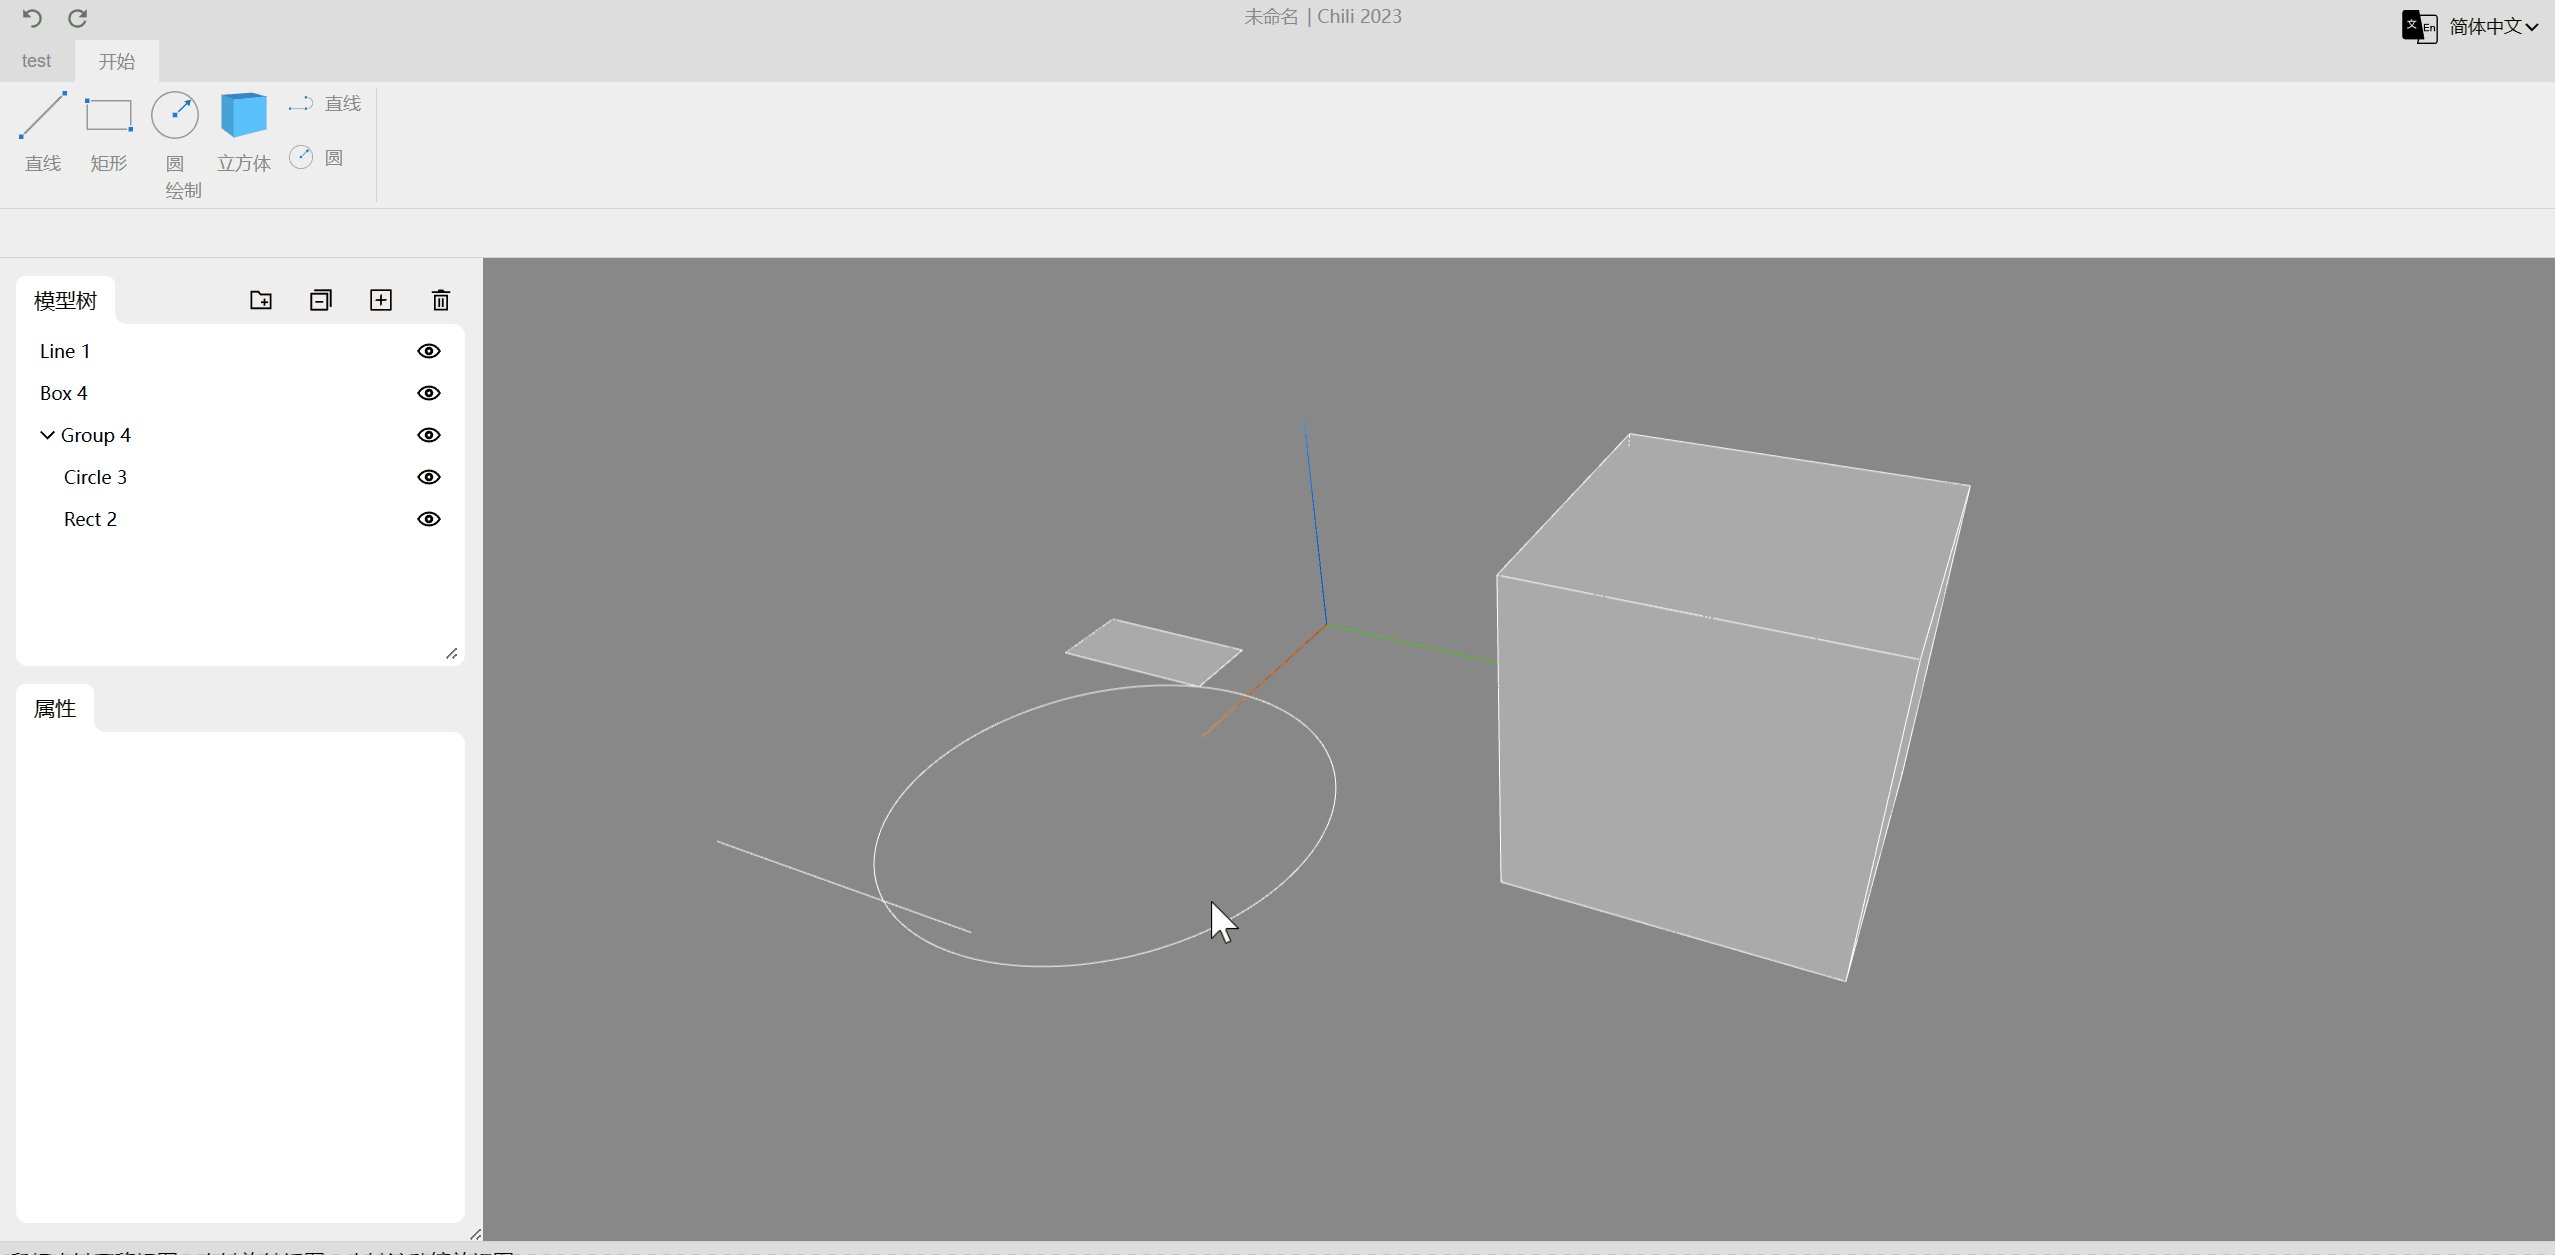 未命名 | Chili 2023
文 En 简体中文
test 开始
直线 矩形 圆 立方体 直线 圆
绘制
模型树
Line 1
Box 4
Group 4
Circle 3
Rect 2
属性